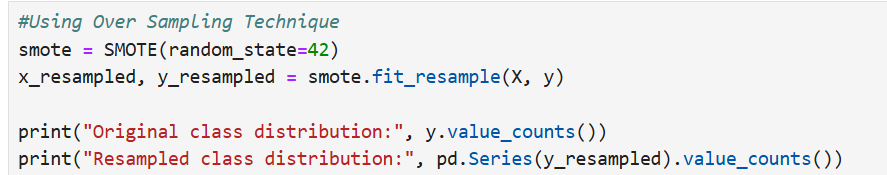 #Using Over Sampling Technique
smote = SMOTE(random_state=42)
x_resampled, y_resampled = smote.fit_resample(X, y)
print("Original class distribution:", y.value_counts())
print("Resampled class distribution:", pd.Series(y_resampled).value_counts())